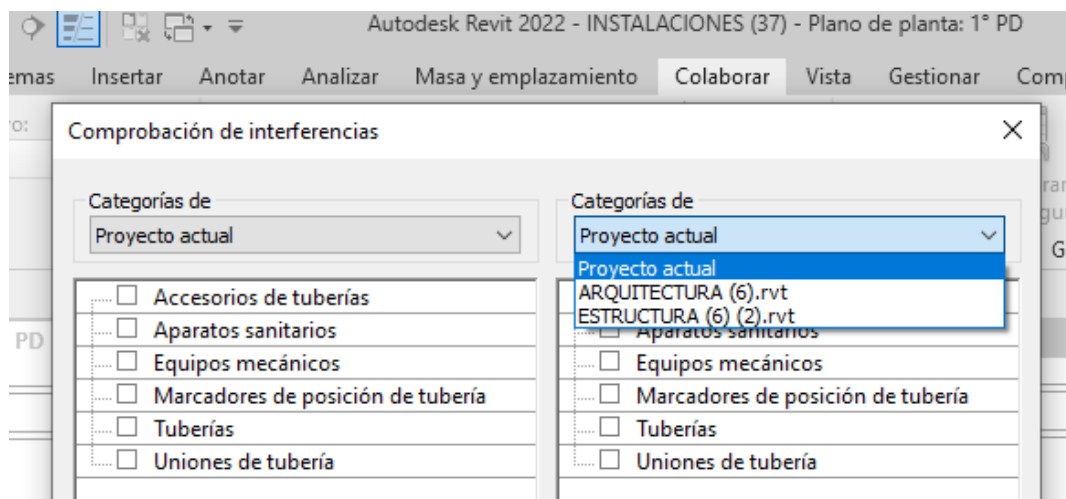 Autodesk Revit 2022 - INSTALACIONES (37) - Plano de planta: 1° PD
emas Insertar Anotar Analizar Masa y emplazamiento Colaborar Vista Gestionar Comp
o:
Comprobación de interferencias
Categorías de
Proyecto actual
Accesorios de tuberías
Aparatos sanitarios
Equipos mecánicos
Marcadores de posición de tubería
Tuberías
Uniones de tubería
Categorías de
Proyecto actual
Proyecto actual
ARQUITECTURA (6).rvt
ESTRUCTURA (6) (2).rvt
Aparatos sanitarios
Equipos mecánicos
Marcadores de posición de tubería
Tuberías
Uniones de tubería
PD
G